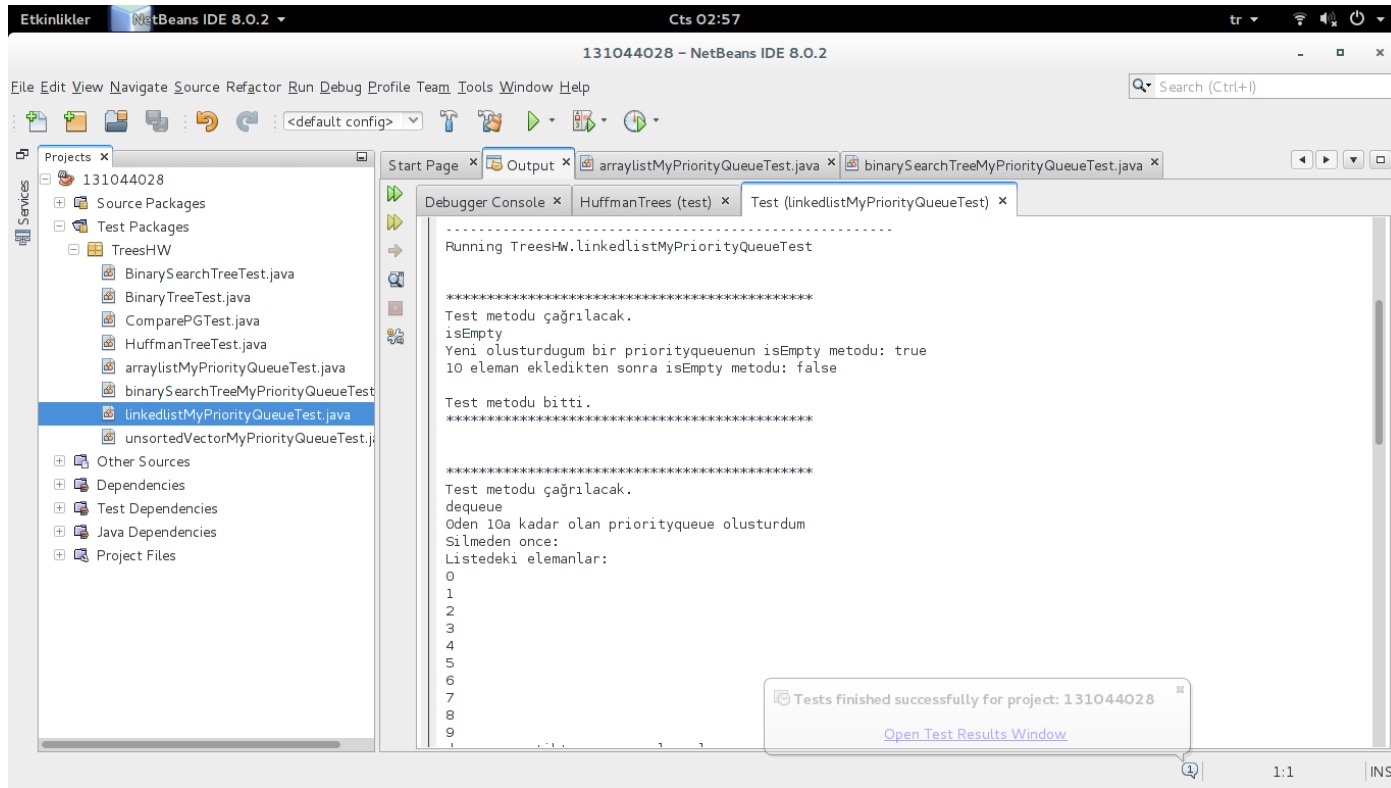 Etkinlikler NetBeans IDE 8.0.2 Cts 02:57 tr
131044028 – NetBeans IDE 8.0.2
File Edit View Navigate Source Refactor Run Debug Profile Team Tools Window Help Search (Ctrl+I)
<default config>
Projects
Services
131044028
Source Packages
Test Packages
TreesHW
BinarySearchTreeTest.java
BinaryTreeTest.java
ComparePGTest.java
HuffmanTreeTest.java
arraylistMyPriorityQueueTest.java
binarySearchTreeMyPriorityQueueTest
linkedlistMyPriorityQueueTest.java
unsortedVectorMyPriorityQueueTest.j
Other Sources
Dependencies
Test Dependencies
Java Dependencies
Project Files
Start Page Output arraylistMyPriorityQueueTest.java binarySearchTreeMyPriorityQueueTest.java
Debugger Console HuffmanTrees (test) Test (linkedlistMyPriorityQueueTest)
-------------------------------------------------------
Running TreesHW.linkedlistMyPriorityQueueTest
*********************************************
Test metodu çağrılacak.
isEmpty
Yeni olusturdugum bir priorityqueuenun isEmpty metodu: true
10 eleman ekledikten sonra isEmpty metodu: false
Test metodu bitti.
*********************************************
*********************************************
Test metodu çağrılacak.
dequeue
0den 10a kadar olan priorityqueue olusturdum
Silmeden once:
Listedeki elemanlar:
0
1
2
3
4
5
6
7
8
9
Tests finished successfully for project: 131044028
Open Test Results Window
1
1:1 INS